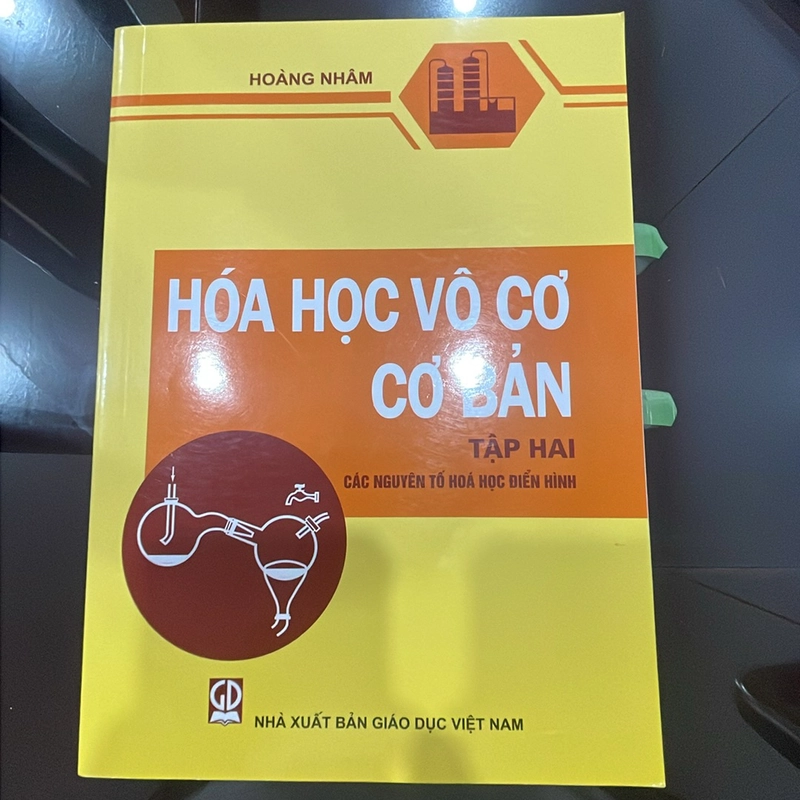 HOÀNG NHÂM
HÓA HỌC VÔ CƠ
CƠ BẢN
TẬP HAI
CÁC NGUYÊN TỐ HOÁ HỌC ĐIỂN HÌNH
GD
NHÀ XUẤT BẢN GIÁO DỤC VIỆT NAM